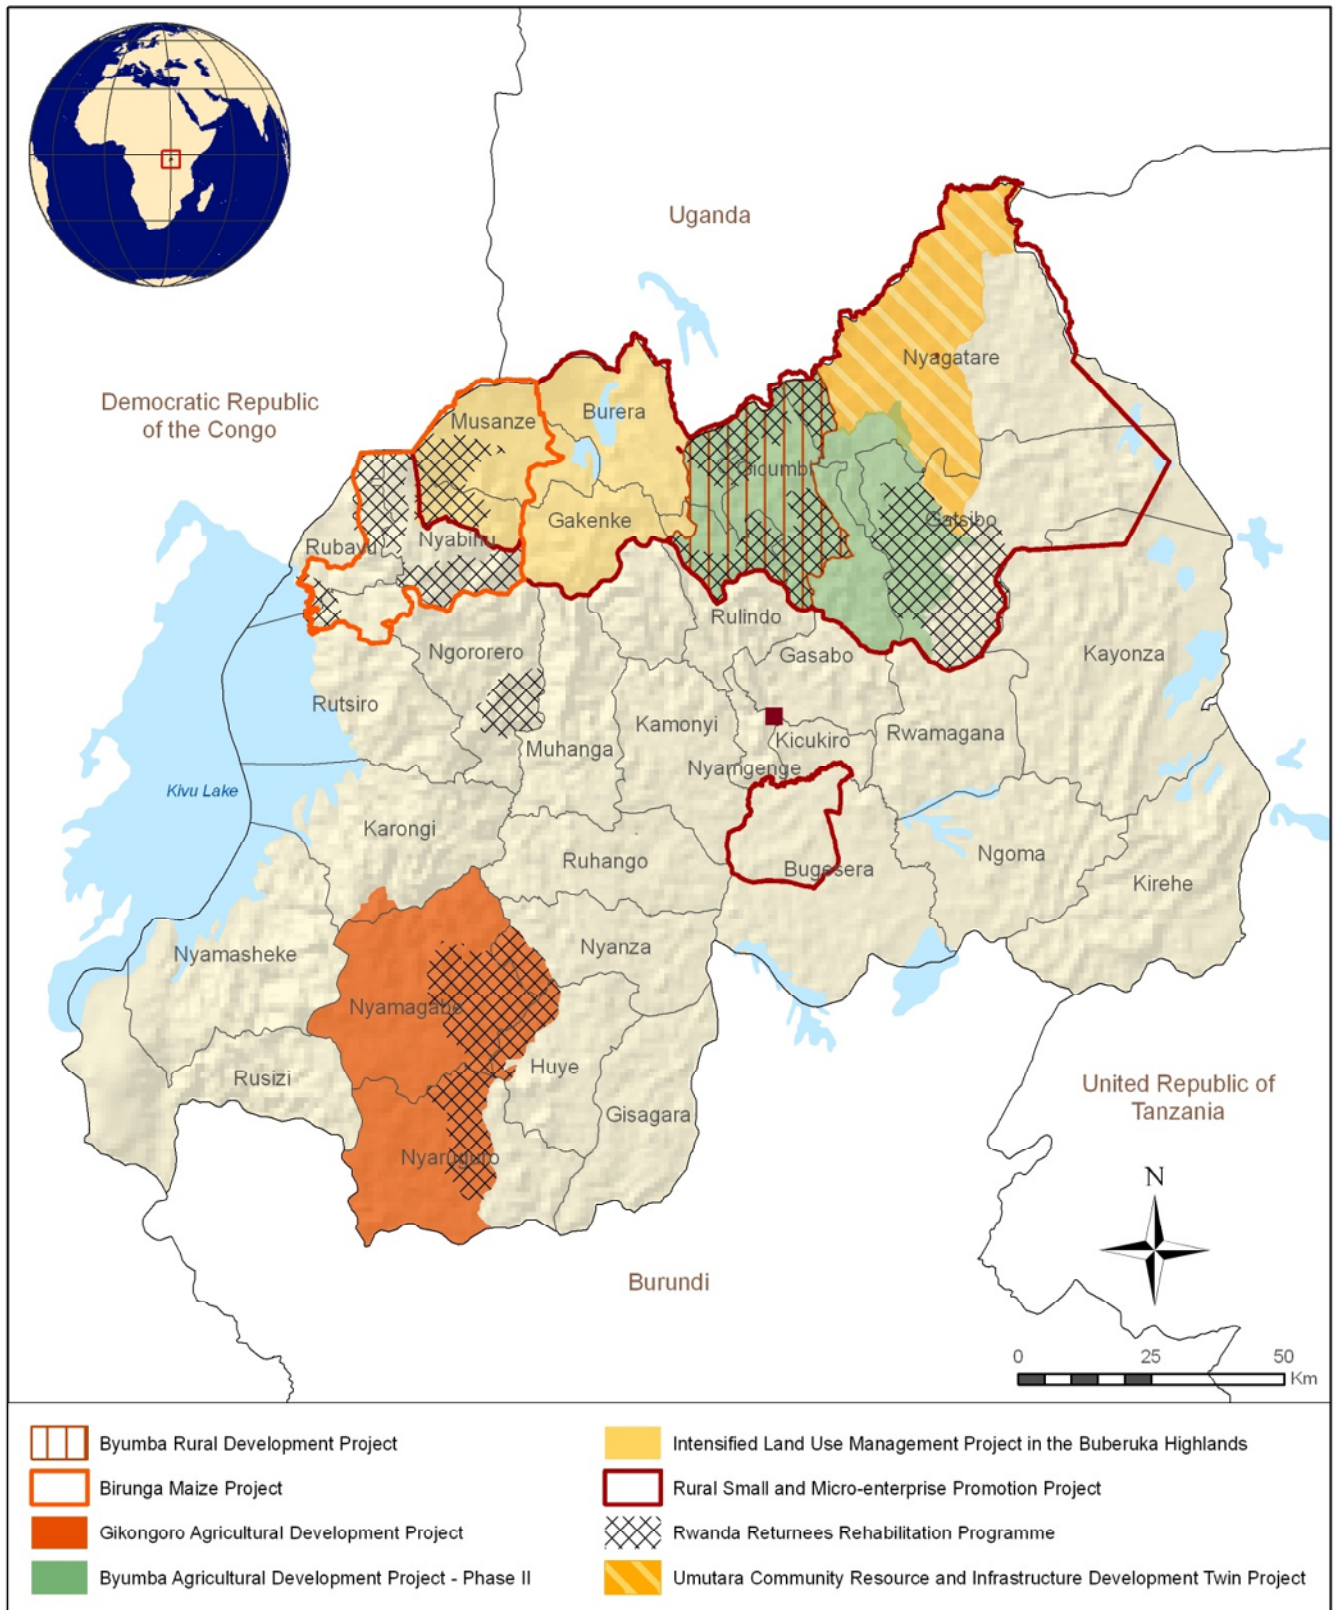 Uganda
Democratic Republic
of the Congo
Nyagatare
Musanze
Burera
Gicumbi
Gakenke
Gatsibo
Nyabihu
Rubavu
Rulindo
Ngororero
Gasabo
Kayonza
Rutsiro
Kamonyi
Muhanga
Kicukiro
Rwamagana
Nyamgenge
Kivu Lake
Karongi
Ruhango
Bugesera
Ngoma
Kirehe
Nyamasheke
Nyanza
Nyamagabe
Huye
Rusizi
Gisagara
United Republic of
Tanzania
Nyaruguro
N
Burundi
0 25 50
Km
Byumba Rural Development Project
Birunga Maize Project
Gikongoro Agricultural Development Project
Byumba Agricultural Development Project - Phase II
Intensified Land Use Management Project in the Buberuka Highlands
Rural Small and Micro-enterprise Promotion Project
Rwanda Returnees Rehabilitation Programme
Umutara Community Resource and Infrastructure Development Twin Project